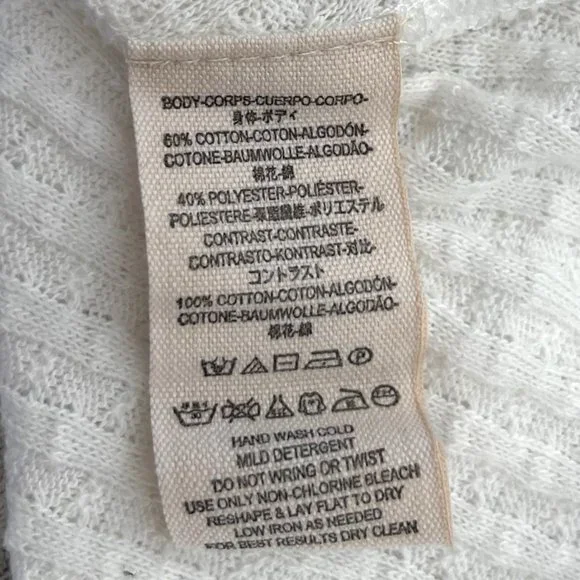 BODY-CORPS-CUERPO-CORPO-
身体-ボディ
60% COTTON-COTON-ALGODÓN-
COTONE-BAUMWOLLE-ALGODÃO-
棉花-綿
40% POLYESTER-POLIÉSTER-
POLIESTERE-聚脂纖維-ポリエステル
CONTRAST-CONTRASTE-
CONTRASTO-KONTRAST-对比-
コントラスト
100% COTTON-COTON-ALGODÓN-
COTONE-BAUMWOLLE-ALGODÃO-
棉花-綿
HAND WASH COLD
MILD DETERGENT
DO NOT WRING OR TWIST
USE ONLY NON-CHLORINE BLEACH
RESHAPE & LAY FLAT TO DRY
LOW IRON AS NEEDED
FOR BEST RESULTS DRY CLEAN